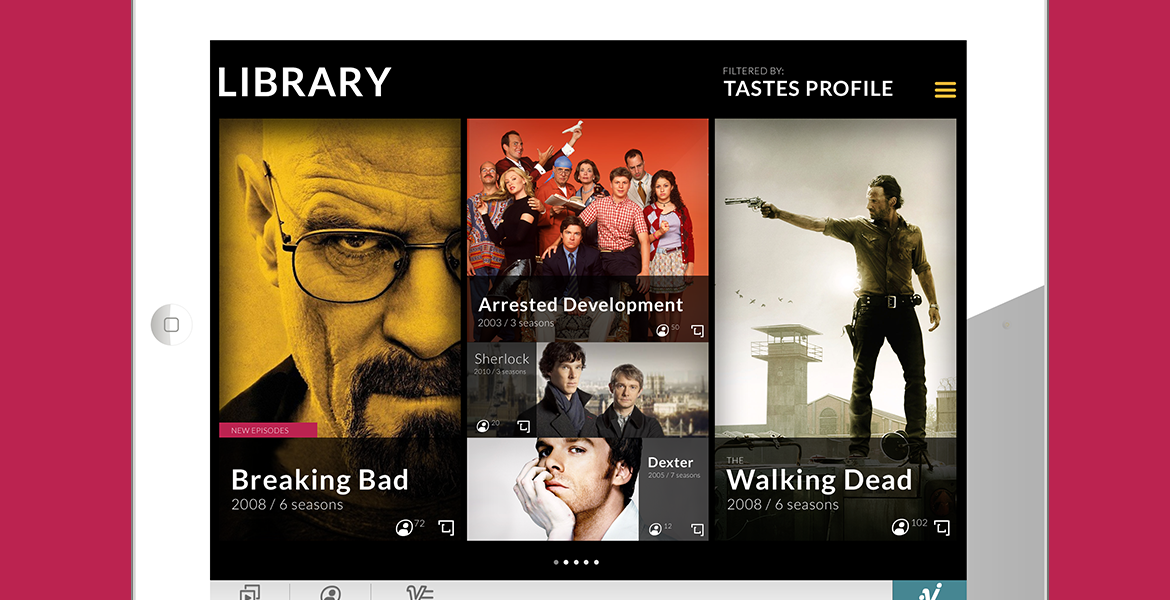 LIBRARY
FILTERED BY:
TASTES PROFILE
NEW EPISODES
Breaking Bad
2008 / 6 seasons
72
Arrested Development
2003 / 3 seasons
50
Sherlock
2010 / 3 seasons
20
Dexter
2005 / 7 seasons
12
THE
Walking Dead
2008 / 6 seasons
102